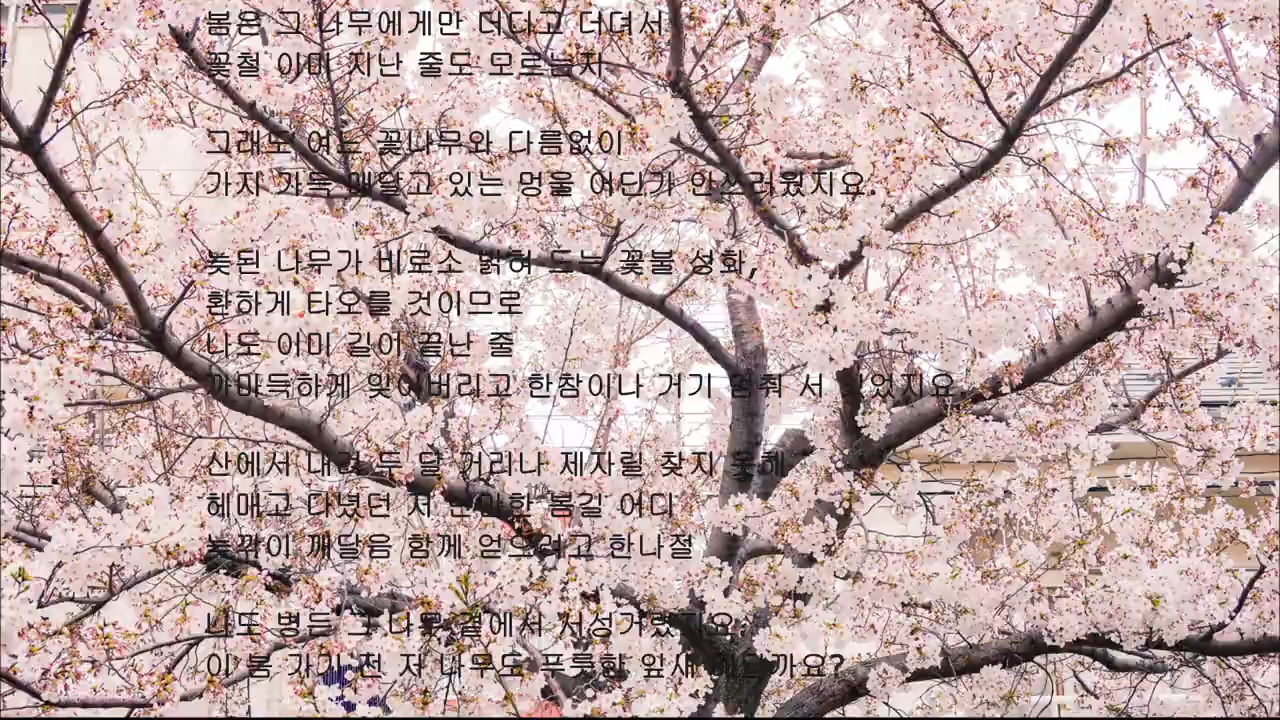 봄은 그 나무에게만 더디고 더뎌서
꽃철 이미 지난 줄도 모르는지
그래도 여느 꽃나무와 다름없이
가지 가득 매달고 있는 멍울 어딘가 안쓰러웠지요.
늦된 나무가 비로소 밝혀 드는 꽃불 성화,
환하게 타오를 것이므로
나도 이미 길이 끝난 줄
까마득하게 잊어버리고 한참이나 거기 멈춰 서 있었지요
산에서 내려 두 달 거리나 제자릴 찾지 못해
헤매고 다녔던 저 난만한 봄길 어디
늦깎이 깨달음 함께 얻으려고 한나절
나도 병든 그 나무 곁에서 서성거렸지요.
이 봄 가기 전 저 나무도 푸릇한 잎새 매드까요?